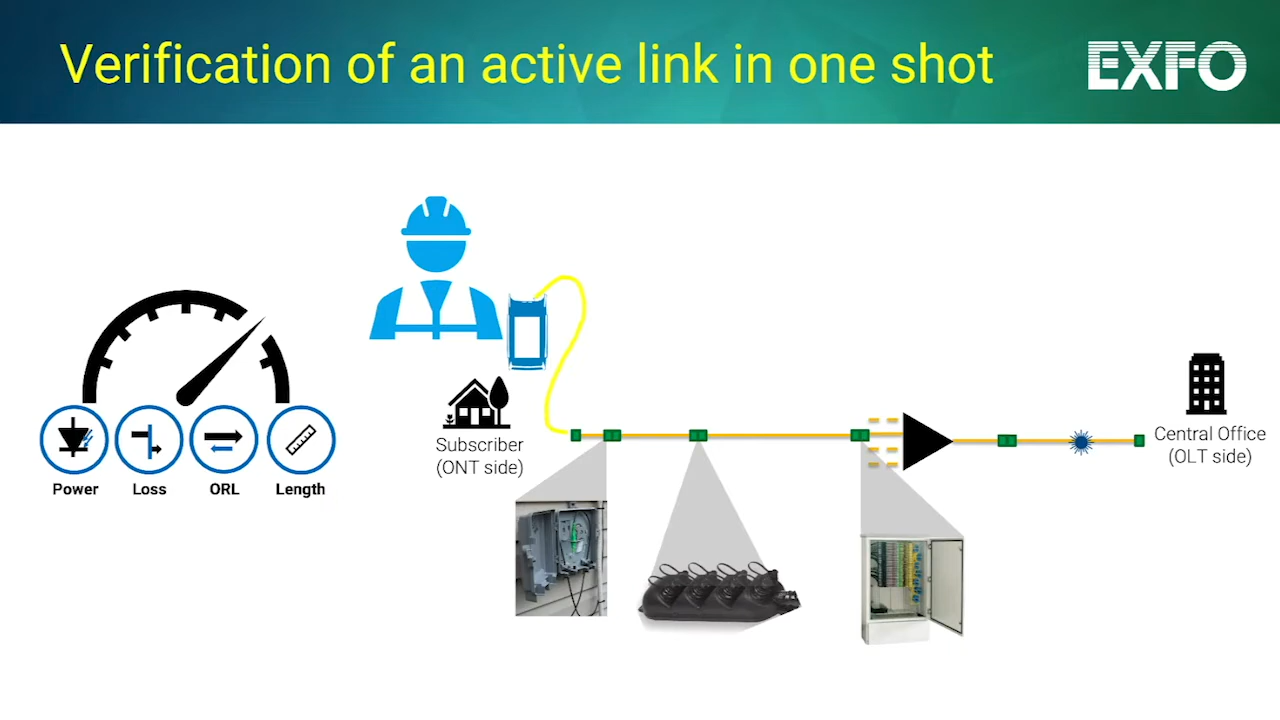 Verification of an active link in one shot
EXFO
Subscriber
(ONT side)
Central Office
(OLT side)
Power
Loss
ORL
Length